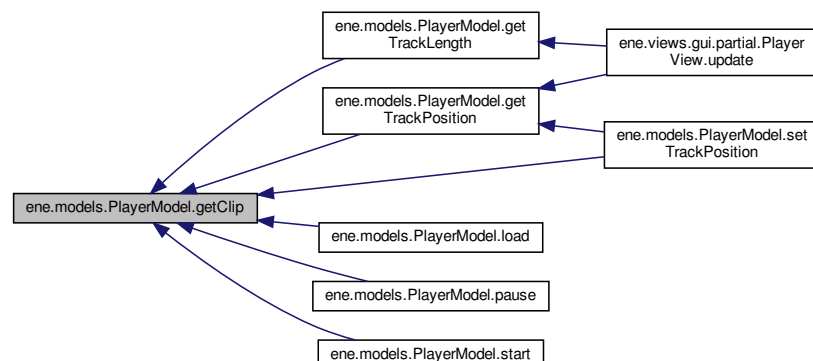 ene.models.PlayerModel.get
TrackLength
ene.views.gui.partial.Player
View.update
ene.models.PlayerModel.get
TrackPosition
ene.models.PlayerModel.set
TrackPosition
ene.models.PlayerModel.getClip
ene.models.PlayerModel.load
ene.models.PlayerModel.pause
ene.models.PlayerModel.start